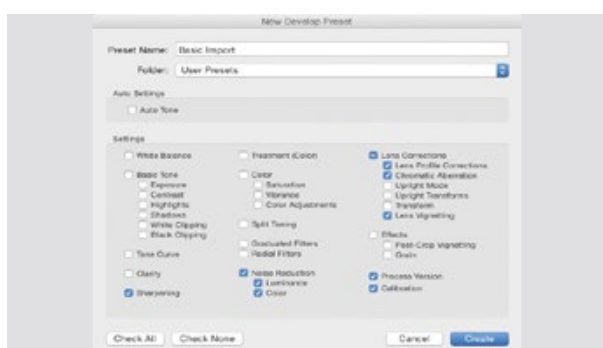 New Develop Preset
Preset Name: Basic Import
Folder: User Presets
Auto Settings
Auto Tone
Settings
White Balance
Basic Tone
Exposure
Contrast
Highlights
Shadows
White Clipping
Black Clipping
Tone Curve
Clarity
Sharpening
Treatment (Color)
Color
Saturation
Vibrance
Color Adjustments
Split Toning
Graduated Filters
Radial Filters
Noise Reduction
Luminance
Color
Lens Corrections
Lens Profile Corrections
Chromatic Aberration
Upright Mode
Upright Transforms
Transform
Lens Vignetting
Effects
Post-Crop Vignetting
Grain
Process Version
Calibration
Check All Check None Cancel Create